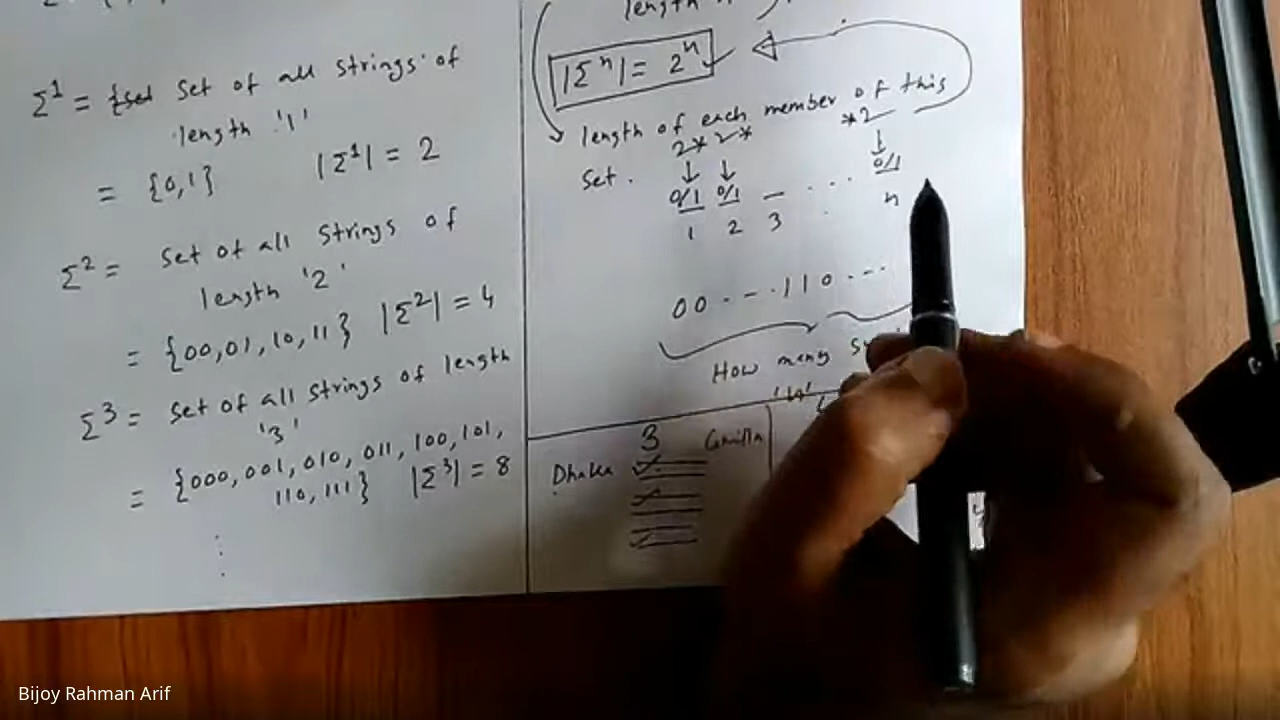 Σ¹ = {set Set of all strings of
length '1'
= {0,1} |Σ¹| = 2
Σ² = Set of all strings of
length '2'
= {00,01,10,11} |Σ²| = 4
Σ³ = Set of all strings of length
'3'
= {000,001,010,011,100,101,
110,111} |Σ³| = 8
length
|Σⁿ| = 2ⁿ
length of each member of this
set.
2* 2* *2
0/1 0/1 — ... 0/1
1 2 3 n
00 . - - . 110 ---
How many
'n'
Dhaka 3 Comilla
Bijoy Rahman Arif